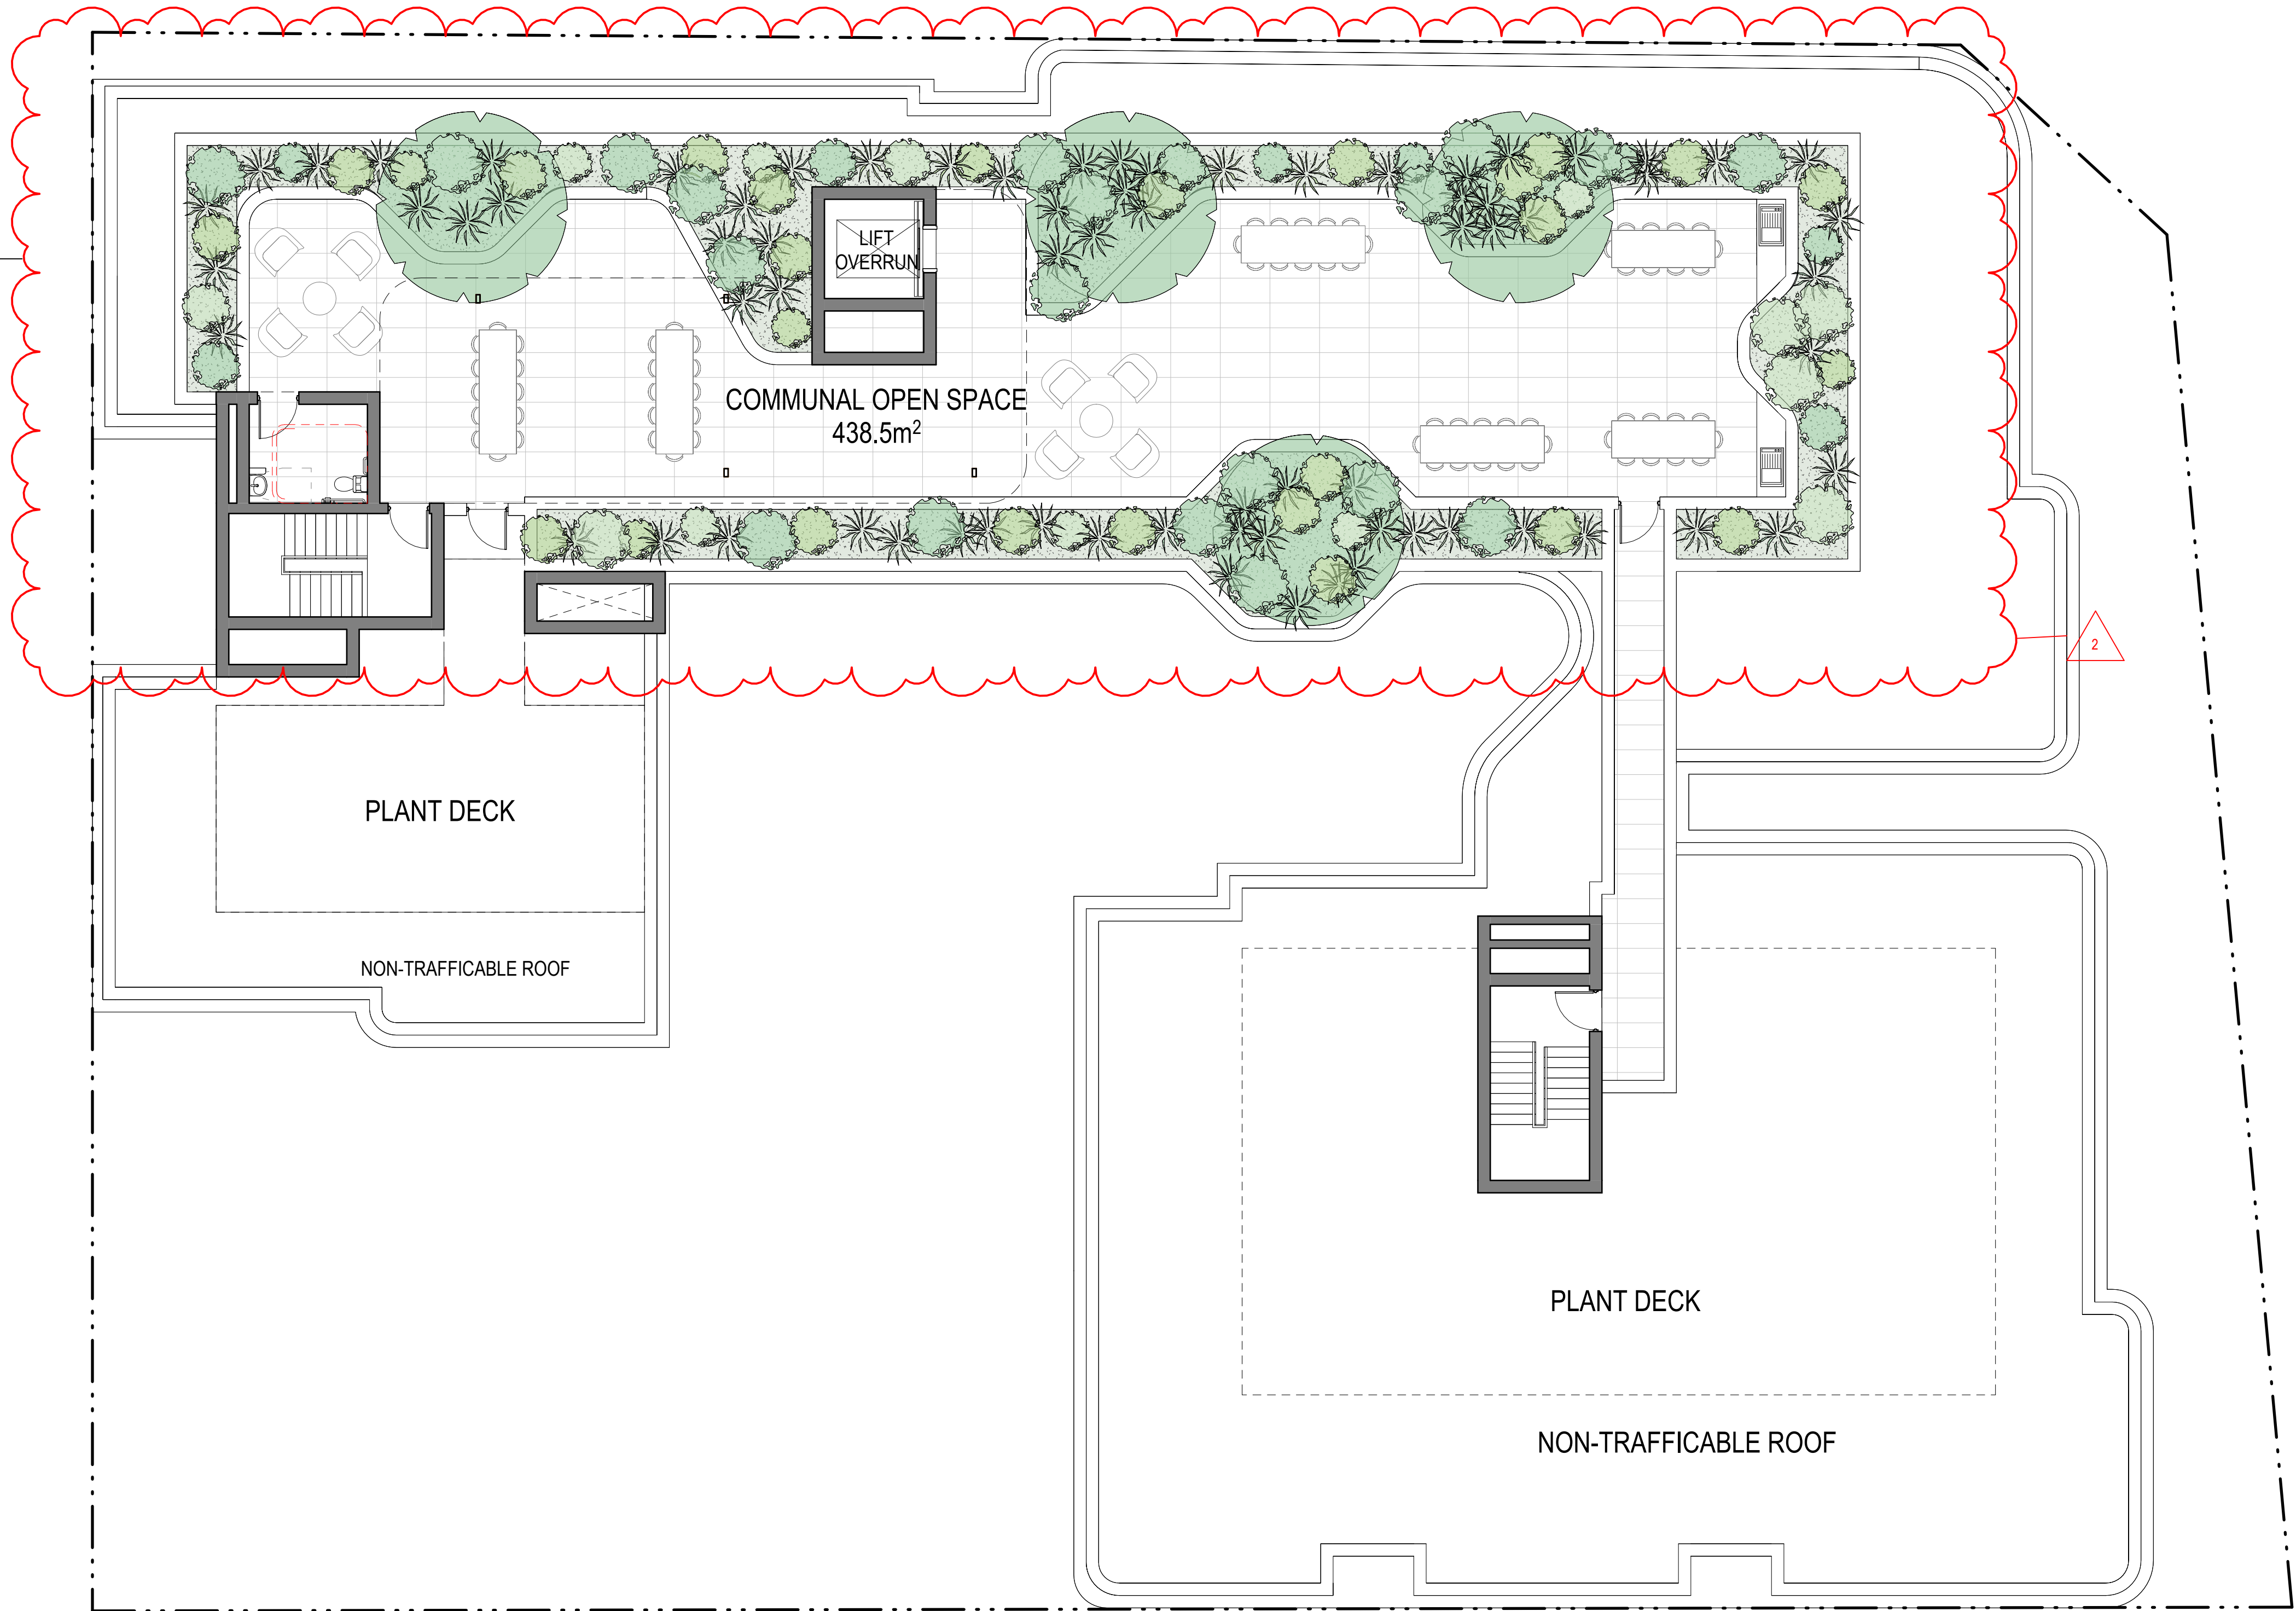 LIFT
OVERRUN
COMMUNAL OPEN SPACE
438.5m²
2
PLANT DECK
NON-TRAFFICABLE ROOF
PLANT DECK
NON-TRAFFICABLE ROOF